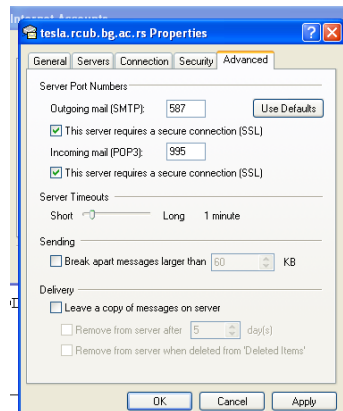 Internet Accounts
tesla.rcub.bg.ac.rs Properties
General Servers Connection Security Advanced
Server Port Numbers
Outgoing mail (SMTP): 587 Use Defaults
This server requires a secure connection (SSL)
Incoming mail (POP3): 995
This server requires a secure connection (SSL)
Server Timeouts
Short Long 1 minute
Sending
Break apart messages larger than 60 KB
Delivery
Leave a copy of messages on server
Remove from server after 5 day(s)
Remove from server when deleted from 'Deleted Items'
OK Cancel Apply